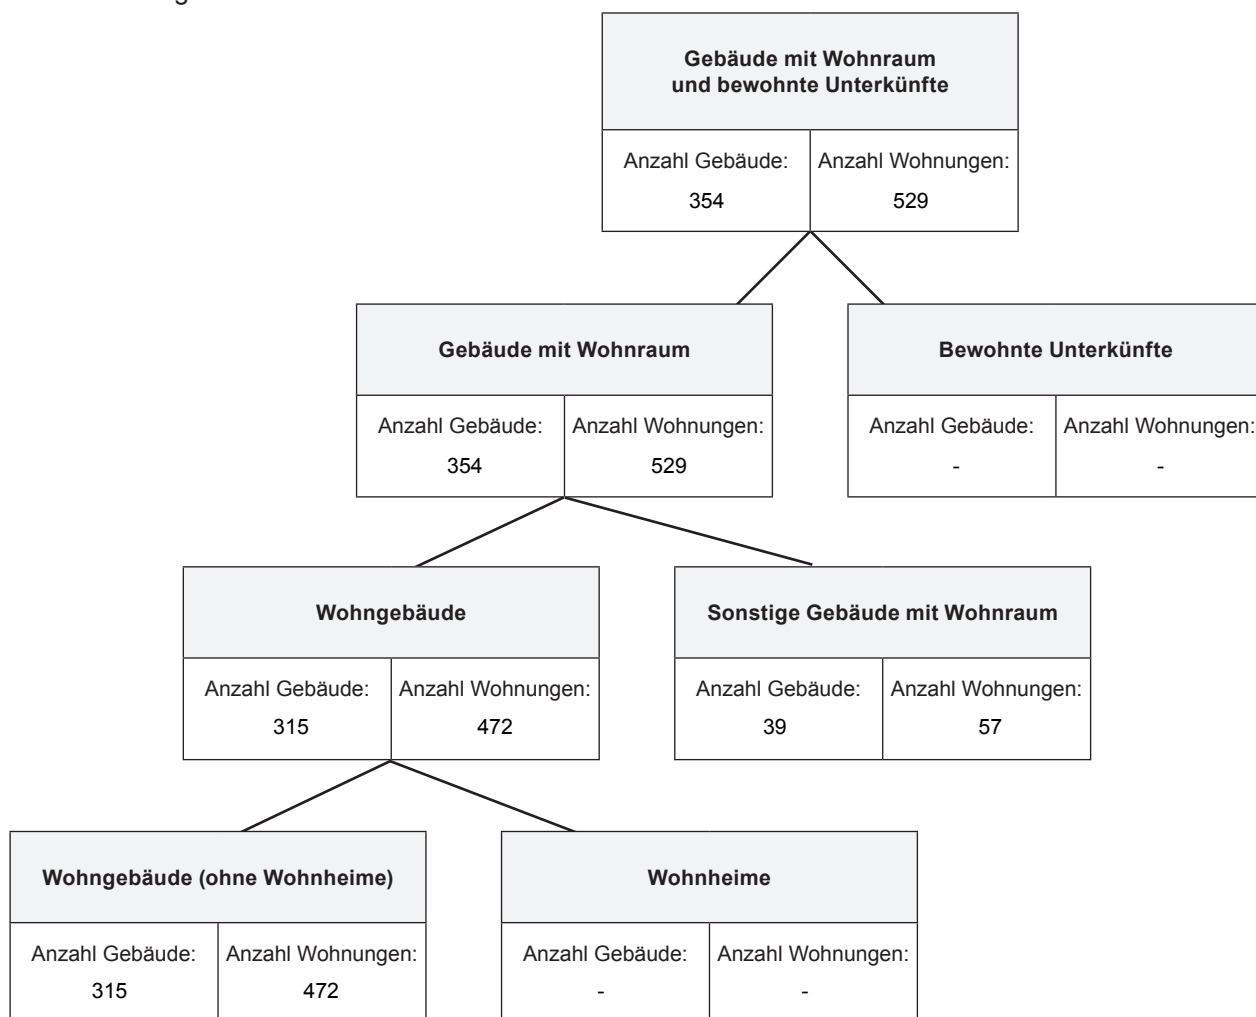 Gebäude mit Wohnraum
und bewohnte Unterkünfte
Anzahl Gebäude: Anzahl Wohnungen:
354 529
Gebäude mit Wohnraum Bewohnte Unterkünfte
Anzahl Gebäude: Anzahl Wohnungen: Anzahl Gebäude: Anzahl Wohnungen:
354 529 - -
Wohngebäude Sonstige Gebäude mit Wohnraum
Anzahl Gebäude: Anzahl Wohnungen: Anzahl Gebäude: Anzahl Wohnungen:
315 472 39 57
Wohngebäude (ohne Wohnheime) Wohnheime
Anzahl Gebäude: Anzahl Wohnungen: Anzahl Gebäude: Anzahl Wohnungen:
315 472 - -